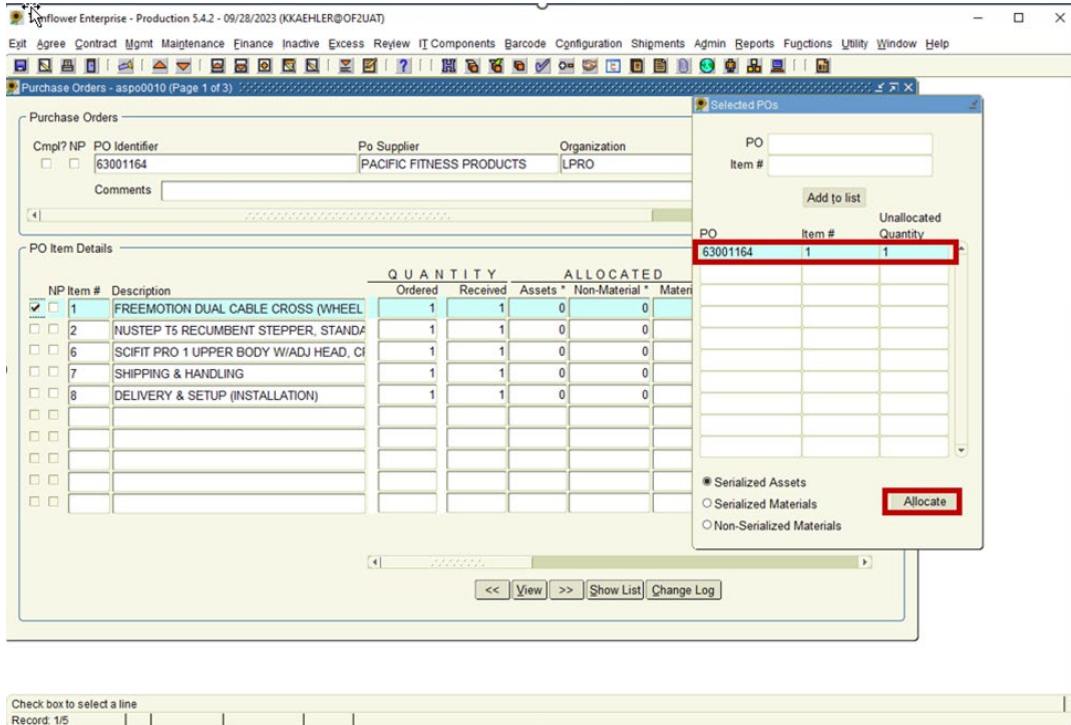 nflower Enterprise - Production 5.4.2 - 09/28/2023 (KKAEHLER@OF2UAT)
Exit Agree Contract Mgmt Maintenance Finance Inactive Excess Review IT Components Barcode Configuration Shipments Admin Reports Functions Utility Window Help
Purchase Orders - aspo0010 (Page 1 of 3)
Purchase Orders
Cmpl? NP PO Identifier Po Supplier Organization
63001164 PACIFIC FITNESS PRODUCTS LPRO
Comments
PO Item Details
QUANTITY ALLOCATED
NP Item # Description Ordered Received Assets * Non-Material * Materi
1 FREEMOTION DUAL CABLE CROSS (WHEEL 1 1 0 0
2 NUSTEP T5 RECUMBENT STEPPER, STANDA 1 1 0 0
6 SCIFIT PRO 1 UPPER BODY W/ADJ HEAD, 1 1 0 0
7 SHIPPING & HANDLING 1 1 0 0
8 DELIVERY & SETUP (INSTALLATION) 1 1 0 0
<< View >> Show List Change Log
Selected POs
PO
Item #
Add to list
Unallocated
PO Item # Quantity
63001164 1 1
Serialized Assets
Serialized Materials
Allocate
Non-Serialized Materials
Check box to select a line
Record: 1/5